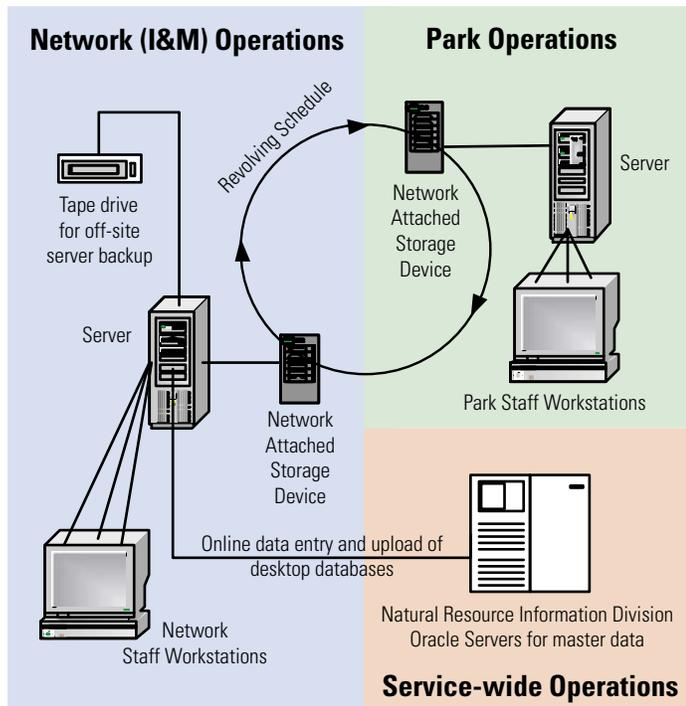 Network (I&M) Operations
Park Operations
Revolving Schedule
Tape drive
for off-site
server backup
Network
Attached
Storage
Device
Server
Server
Network
Attached
Storage
Device
Park Staff Workstations
Online data entry and upload of
desktop databases
Network
Staff Workstations
Natural Resource Information Division
Oracle Servers for master data
Service-wide Operations